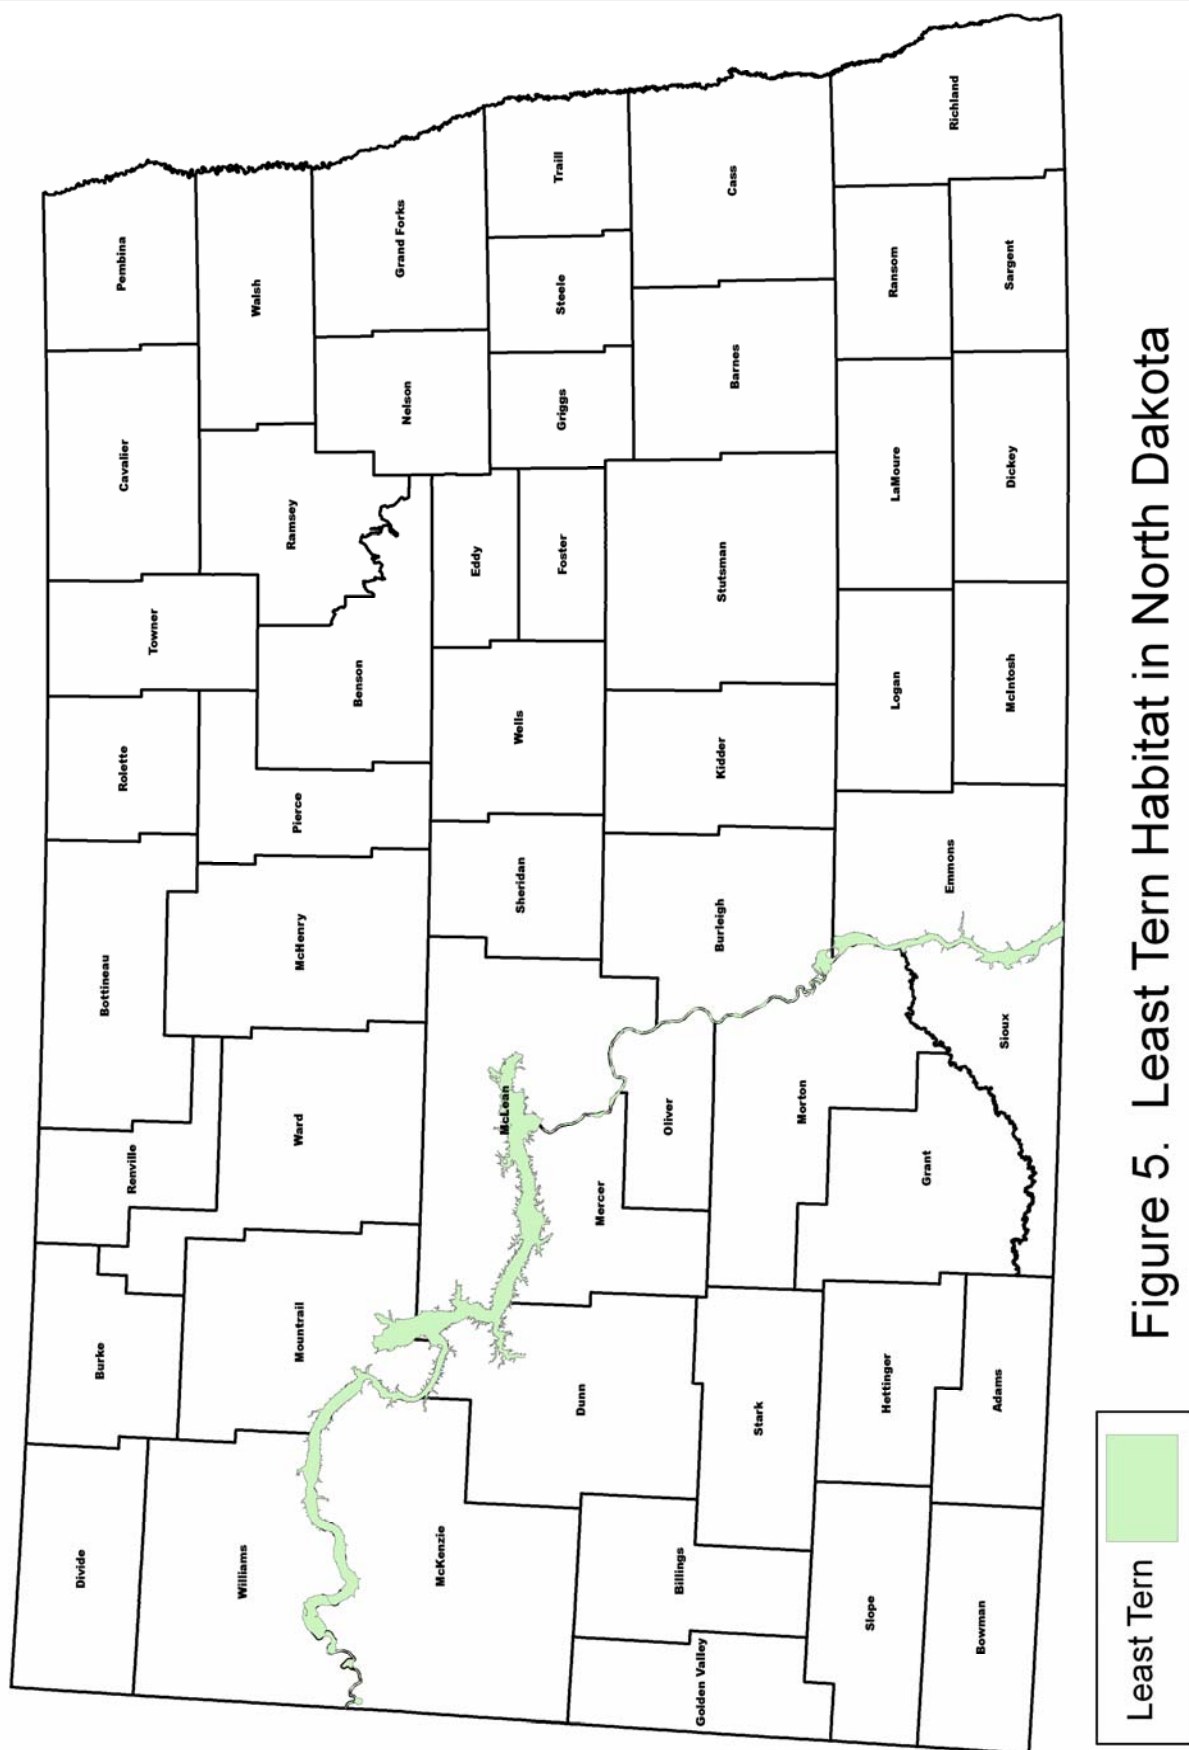 Divide
Burke
Renville
Bottineau
Rolette
Towner
Cavalier
Pembina
Williams
Mountrail
Ward
McHenry
Pierce
Benson
Ramsey
Walsh
McKenzie
McLean
Sheridan
Wells
Eddy
Foster
Nelson
Grand Forks
Griggs
Steele
Traill
Dunn
Mercer
Oliver
Burleigh
Kidder
Stutsman
Barnes
Cass
Golden Valley
Billings
Stark
Morton
Slope
Hettinger
Grant
Sioux
Emmons
Logan
LaMoure
Ransom
Richland
Bowman
Adams
McIntosh
Dickey
Sargent
Least Tern
Figure 5. Least Tern Habitat in North Dakota